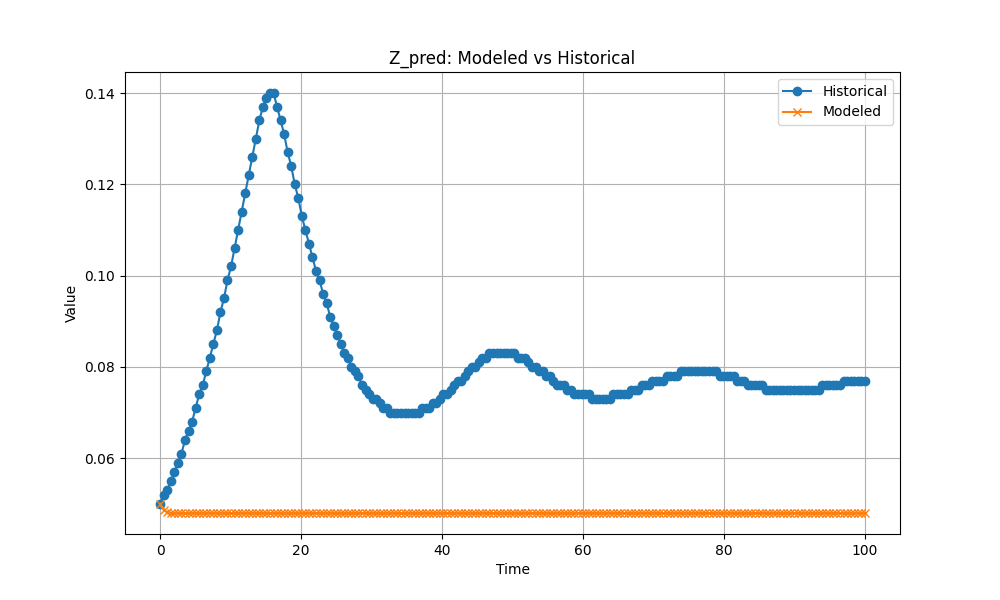 Z_pred: Modeled vs Historical
Historical
Modeled
Value
0.14
0.12
0.10
0.08
0.06
0
20
40
60
80
100
Time